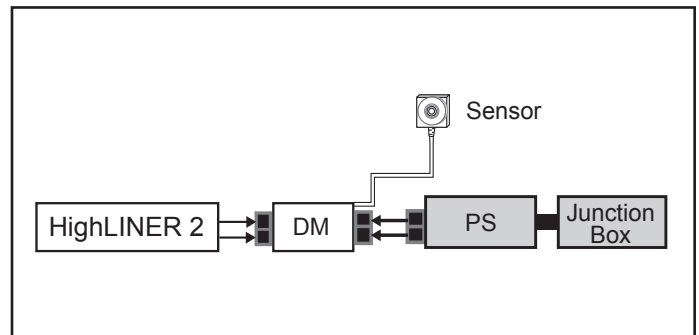 Sensor
HighLINER 2
DM
PS
Junction
Box